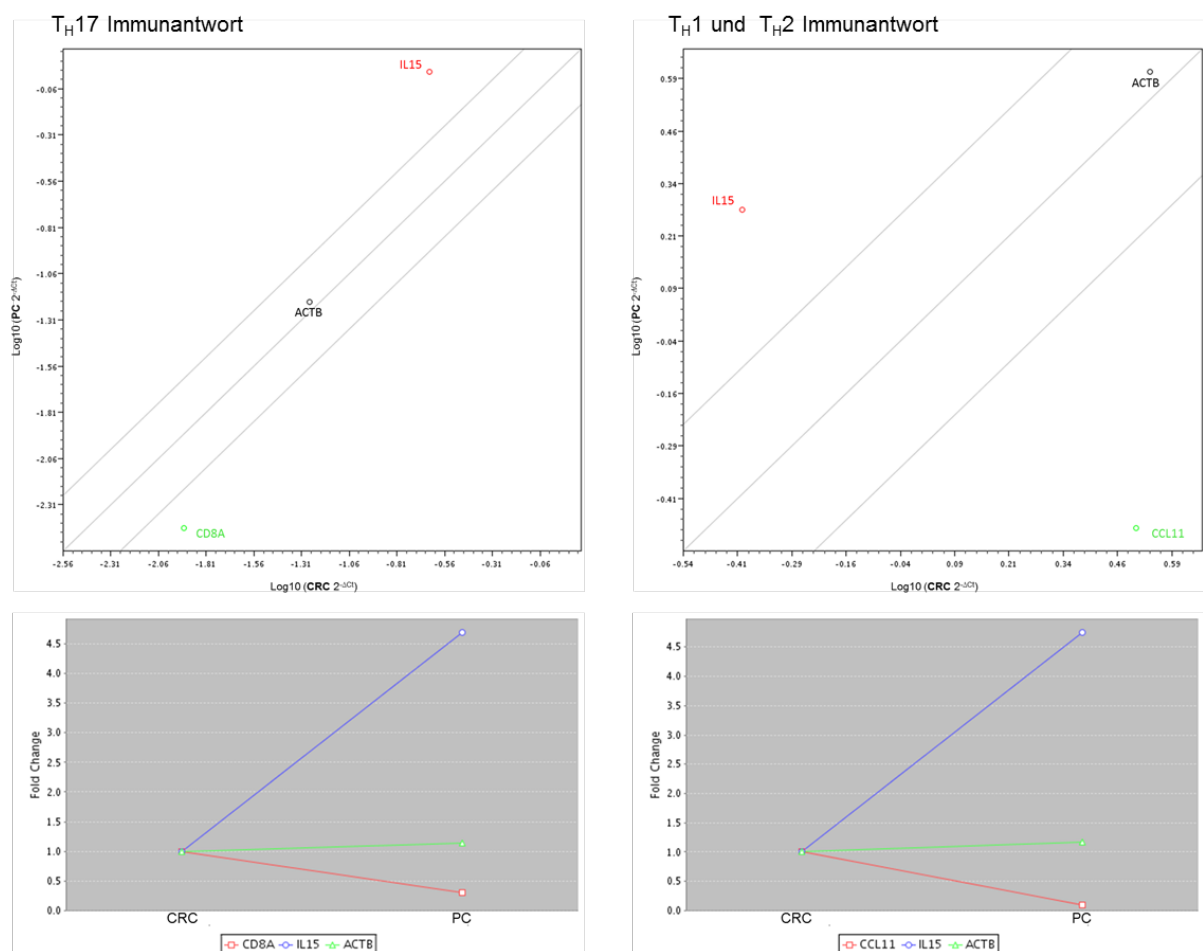 TH17 Immunantwort
TH1 und TH2 Immunantwort
IL15
ACTB
CD8A
-0.06
-0.31
-0.56
-0.81
-1.06
-1.31
-1.56
-1.81
-2.06
-2.31
Log10 (PC 2-ΔCt)
-2.56 -2.31 -2.06 -1.81 -1.56 -1.31 -1.06 -0.81 -0.56 -0.31 -0.06
Log10 (CRC 2-ΔCt)
ACTB
IL15
CCL11
0.59
0.46
0.34
0.21
0.09
-0.04
-0.16
-0.29
-0.41
Log10 (PC 2-ΔCt)
-0.54 -0.41 -0.29 -0.16 -0.04 0.09 0.21 0.34 0.46 0.59
Log10 (CRC 2-ΔCt)
4.5
4.0
3.5
3.0
2.5
2.0
1.5
1.0
0.5
0.0
Fold Change
CRC PC
CD8A IL15 ACTB
4.5
4.0
3.5
3.0
2.5
2.0
1.5
1.0
0.5
0.0
Fold Change
CRC PC
CCL11 IL15 ACTB